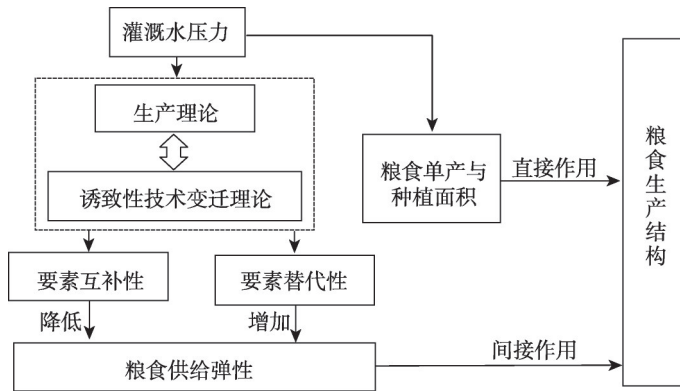 灌溉水压力
生产理论
诱致性技术变迁理论
粮食单产与
种植面积
直接作用
粮食生产结构
要素互补性
要素替代性
降低
增加
粮食供给弹性
间接作用